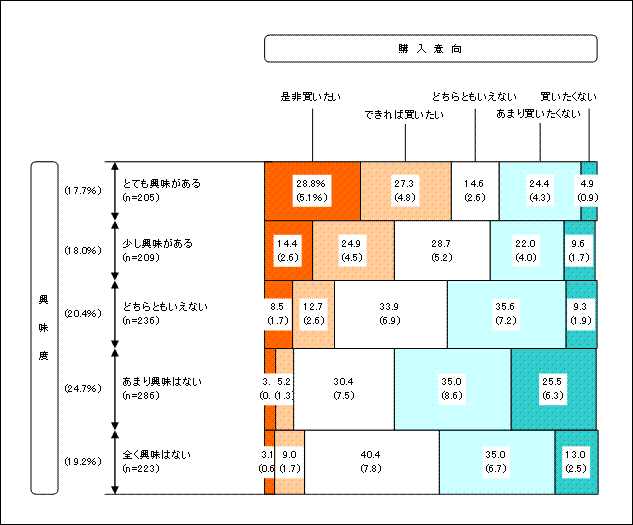 購入意向
是非買いたい
できれば買いたい
どちらともいえない
あまり買いたくない
買いたくない
興味度
(17.7%)
とても興味がある
(n=205)
28.8% 27.3 14.6 24.4 4.9
(5.1%) (4.8) (2.6) (4.3) (0.9)
(18.0%)
少し興味がある
(n=209)
14.4 24.9 28.7 22.0 9.6
(2.6) (4.5) (5.2) (4.0) (1.7)
(20.4%)
どちらともいえない
(n=236)
8.5 12.7 33.9 35.6 9.3
(1.7) (2.6) (6.9) (7.2) (1.9)
(24.7%)
あまり興味はない
(n=286)
3. 5.2 30.4 35.0 25.5
(0. (1.3) (7.5) (8.6) (6.3)
(19.2%)
全く興味はない
(n=223)
3.1 9.0 40.4 35.0 13.0
(0.6 (1.7) (7.8) (6.7) (2.5)